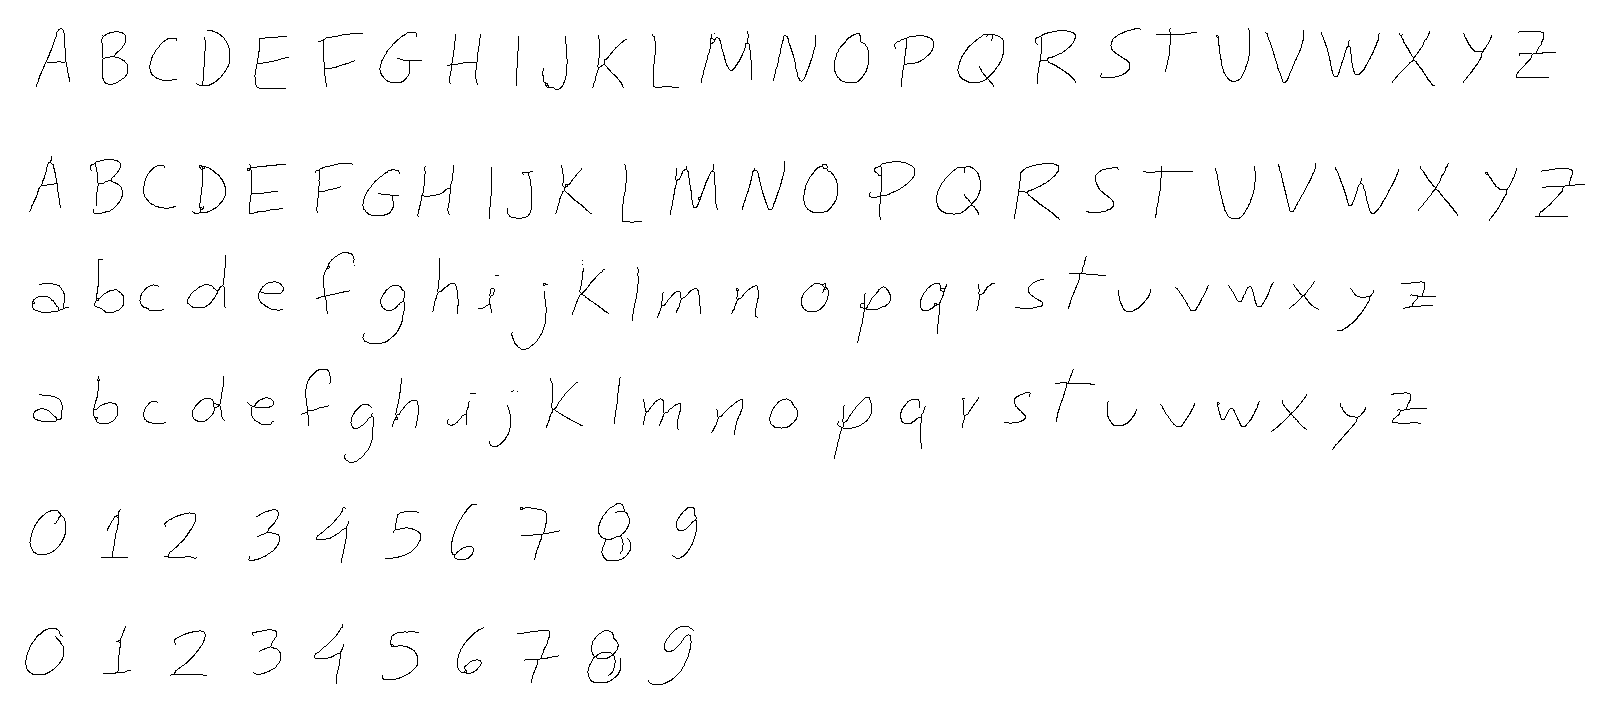 A B C D E F G H I J K L M N O P Q R S T U V W X Y Z
A B C D E F G H I J K L M N O P Q R S T U V W X Y Z
a b c d e f g h i j k l m n o p q r s t u v w x y z
a b c d e f g h i j k l m n o p q r s t u v w x y z
0 1 2 3 4 5 6 7 8 9
0 1 2 3 4 5 6 7 8 9